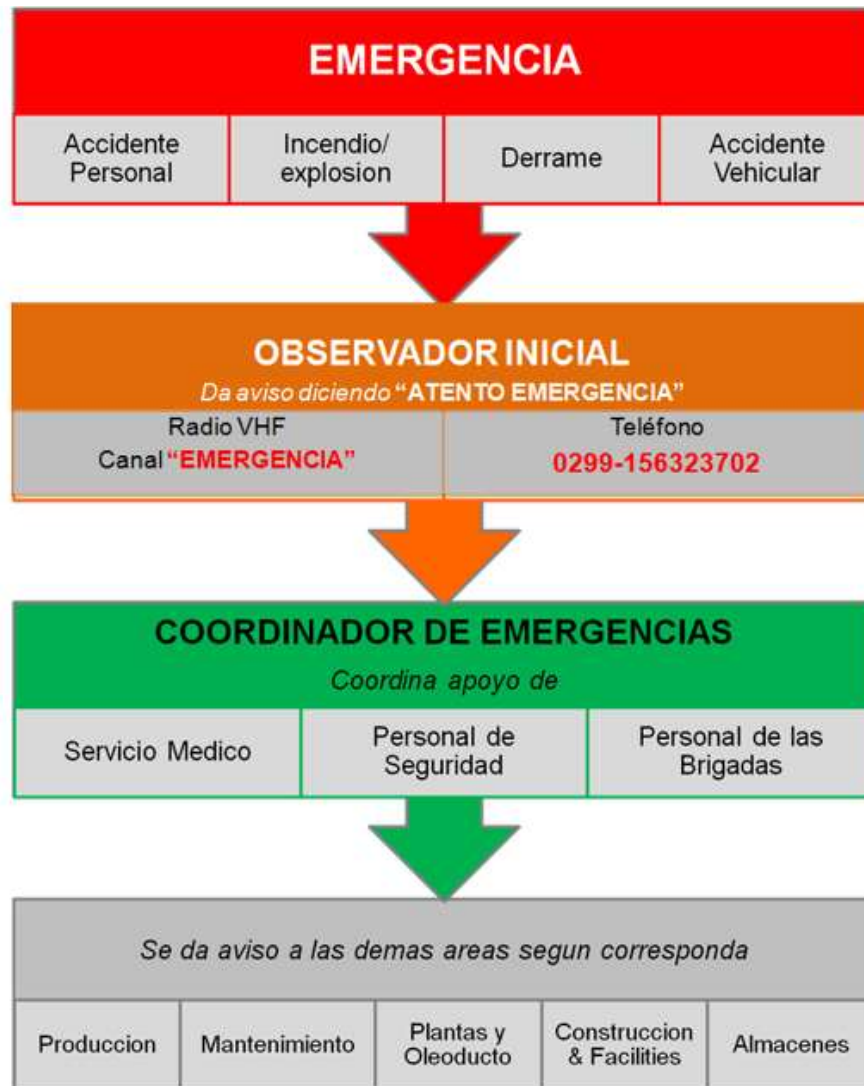 EMERGENCIA
Accidente
Personal
Incendio/
explosion
Derrame
Accidente
Vehicular
OBSERVADOR INICIAL
Da aviso diciendo “ATENTO EMERGENCIA”
Radio VHF
Canal “EMERGENCIA”
Teléfono
0299-156323702
COORDINADOR DE EMERGENCIAS
Coordina apoyo de
Servicio Medico
Personal de
Seguridad
Personal de las
Brigadas
Se da aviso a las demas areas segun corresponda
Produccion
Mantenimiento
Plantas y
Oleoducto
Construccion
& Facilities
Almacenes